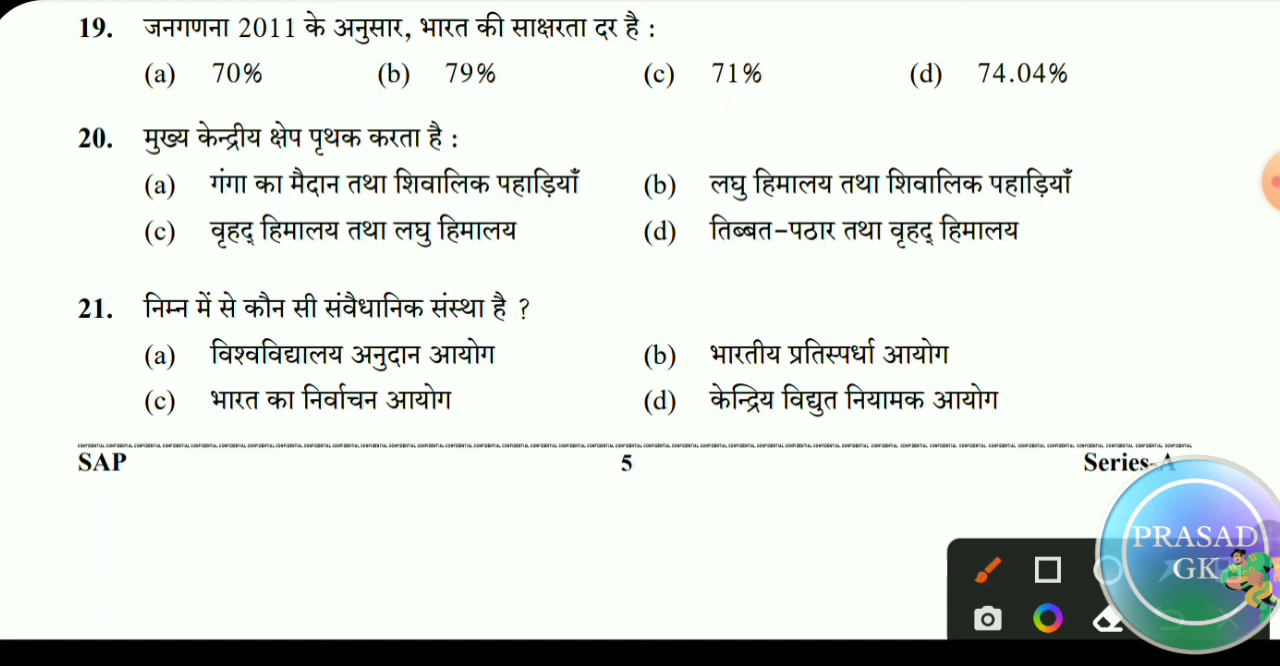 19. जनगणना 2011 के अनुसार, भारत की साक्षरता दर है :
(a) 70% (b) 79% (c) 71% (d) 74.04%
20. मुख्य केन्द्रीय क्षेप पृथक करता है :
(a) गंगा का मैदान तथा शिवालिक पहाड़ियाँ (b) लघु हिमालय तथा शिवालिक पहाड़ियाँ
(c) वृहद् हिमालय तथा लघु हिमालय (d) तिब्बत-पठार तथा वृहद् हिमालय
21. निम्न में से कौन सी संवैधानिक संस्था है ?
(a) विश्वविद्यालय अनुदान आयोग (b) भारतीय प्रतिस्पर्धा आयोग
(c) भारत का निर्वाचन आयोग (d) केन्द्रिय विद्युत नियामक आयोग
SAP 5 Series-A
PRASAD
GK